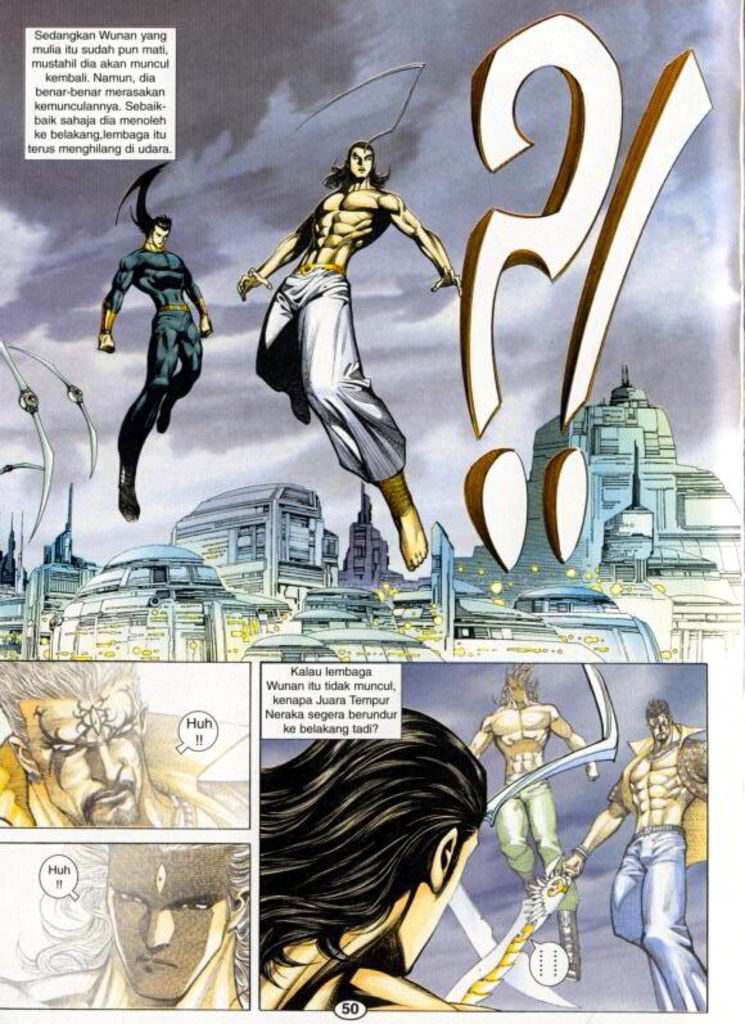 Sedangkan Wunan yang
mulia itu sudah pun mati,
mustahil dia akan muncul
kembali. Namun, dia
benar-benar merasakan
kemunculannya. Sebaik-
baik sahaja dia menoleh
ke belakang,lembaga itu
terus menghilang di udara.
?!
Huh
!!
Kalau lembaga
Wunan itu tidak muncul,
kenapa Juara Tempur
Neraka segera berundur
ke belakang tadi?
Huh
!!
......
50